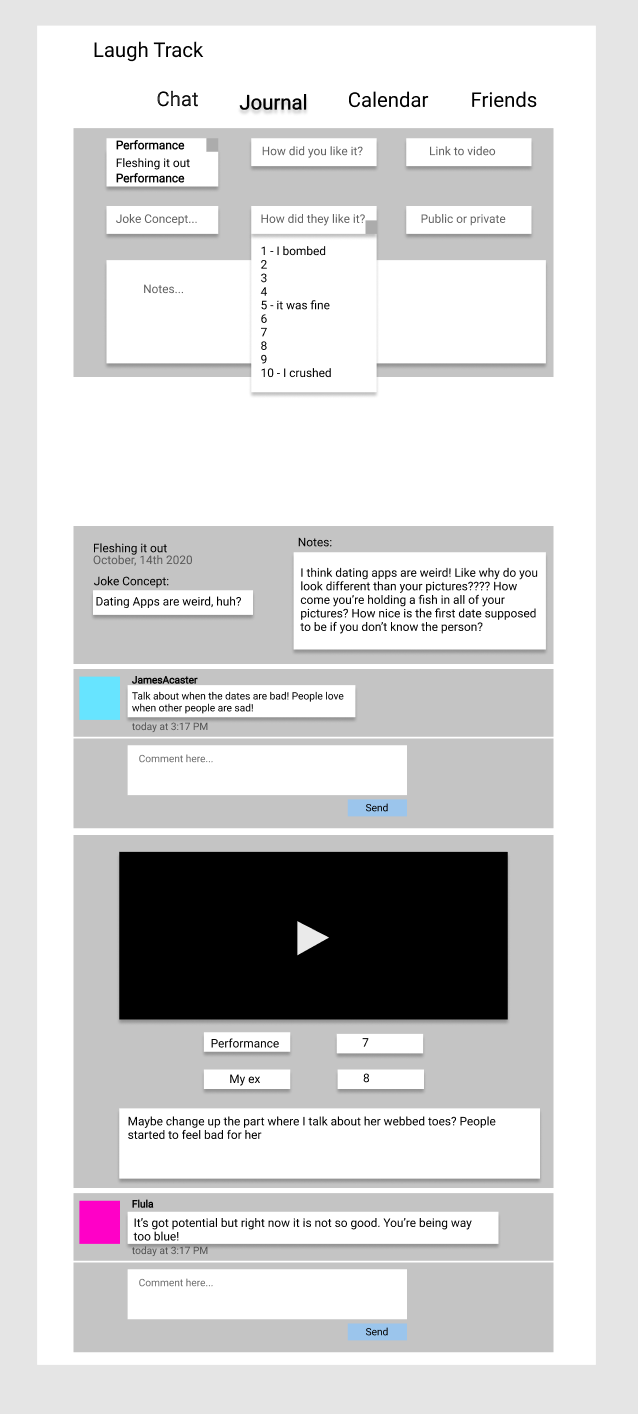 Laugh Track
Chat
Journal
Calendar
Friends
Performance
Fleshing it out
Performance
How did you like it?
Link to video
Joke Concept...
How did they like it?
Public or private
1 - I bombed
2
3
4
5 - it was fine
6
7
8
9
10 - I crushed
Notes...
Fleshing it out
October, 14th 2020
Joke Concept:
Dating Apps are weird, huh?
Notes:
I think dating apps are weird! Like why do you
look different than your pictures???? How
come you’re holding a fish in all of your
pictures? How nice is the first date supposed
to be if you don’t know the person?
JamesAcaster
Talk about when the dates are bad! People love
when other people are sad!
today at 3:17 PM
Comment here...
Send
Performance
7
My ex
8
Maybe change up the part where I talk about her webbed toes? People
started to feel bad for her
Flula
It’s got potential but right now it is not so good. You’re being way
too blue!
today at 3:17 PM
Comment here...
Send